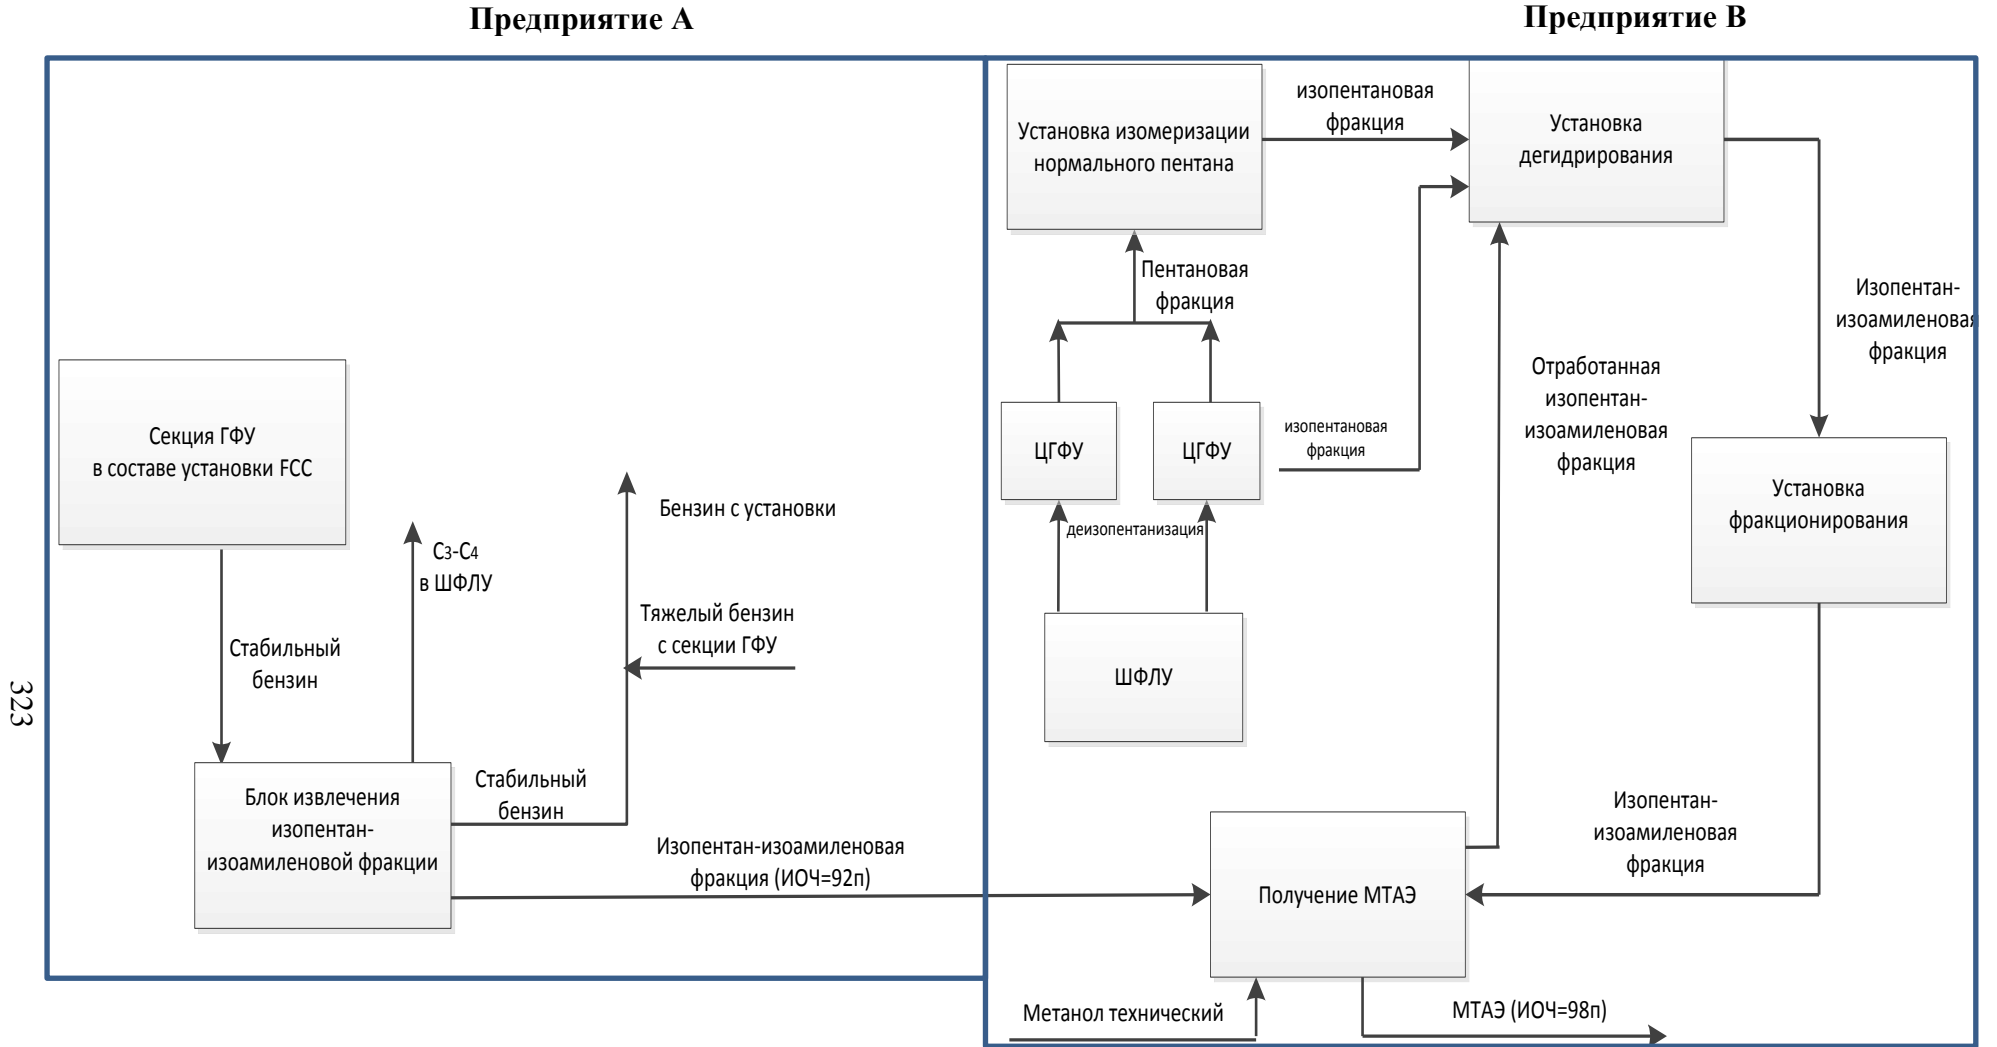 Предприятие А
Предприятие В
Секция ГФУ
в составе установки FCC
Стабильный
бензин
Блок извлечения
изопентан-
изоамиленовой фракции
С3-С4
в ШФЛУ
Бензин с установки
Тяжелый бензин
с секции ГФУ
Стабильный
бензин
Изопентан-изоамиленовая
фракция (ИОЧ=92п)
323
Установка изомеризации
нормального пентана
изопентановая
фракция
Установка
дегидрирования
Пентановая
фракция
ЦГФУ
ЦГФУ
изопентановая
фракция
деизопентанизация
ШФЛУ
Отработанная
изопентан-
изоамиленовая
фракция
Изопентан-
изоамиленовая
фракция
Установка
фракционирования
Изопентан-
изоамиленовая
фракция
Получение МТАЭ
Метанол технический
МТАЭ (ИОЧ=98п)